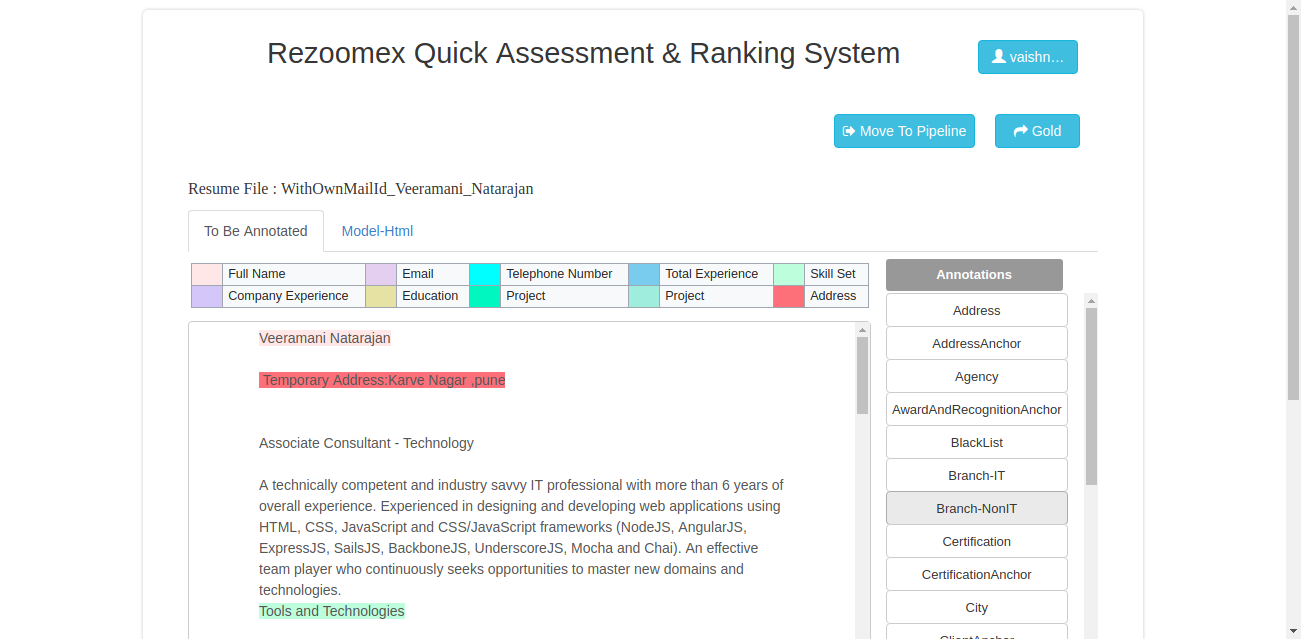 Rezoomex Quick Assessment & Ranking System
vaishn…
Move To Pipeline
Gold
Resume File : WithOwnMailId_Veeramani_Natarajan
To Be Annotated
Model-Html
Full Name Email Telephone Number Total Experience Skill Set
Company Experience Education Project Project Address
Veeramani Natarajan
Temporary Address:Karve Nagar ,pune
Associate Consultant - Technology
A technically competent and industry savvy IT professional with more than 6 years of
overall experience. Experienced in designing and developing web applications using
HTML, CSS, JavaScript and CSS/JavaScript frameworks (NodeJS, AngularJS,
ExpressJS, SailsJS, BackboneJS, UnderscoreJS, Mocha and Chai). An effective
team player who continuously seeks opportunities to master new domains and
technologies.
Tools and Technologies
Annotations
Address
AddressAnchor
Agency
AwardAndRecognitionAnchor
BlackList
Branch-IT
Branch-NonIT
Certification
CertificationAnchor
City
ClientAnchor